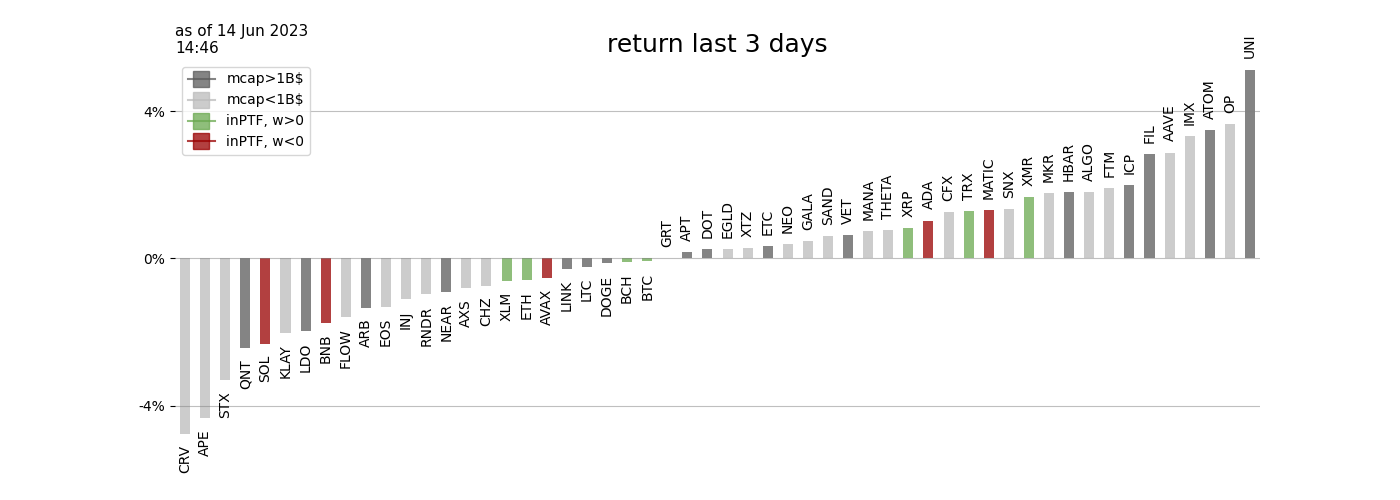 as of 14 Jun 2023
14:46
return last 3 days
mcap>1B$
mcap<1B$
inPTF, w>0
inPTF, w<0
4%
0%
-4%
CRV
APE
STX
QNT
SOL
KLAY
LDO
BNB
FLOW
ARB
EOS
INJ
RNDR
NEAR
AXS
CHZ
XLM
ETH
AVAX
LINK
LTC
DOGE
BCH
BTC
GRT
APT
DOT
EGLD
XTZ
ETC
NEO
GALA
SAND
VET
MANA
THETA
XRP
ADA
CFX
TRX
MATIC
SNX
XMR
MKR
HBAR
ALGO
FTM
ICP
FIL
AAVE
IMX
ATOM
OP
UNI